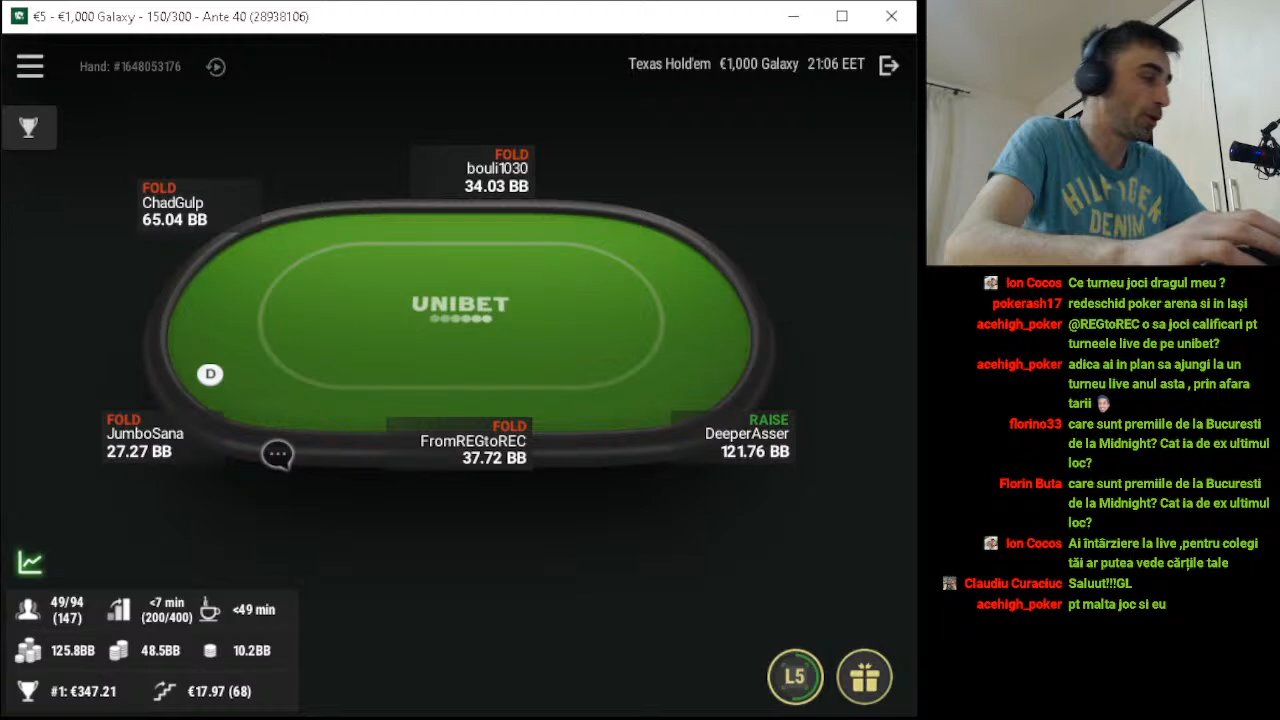 €5 - €1,000 Galaxy - 150/300 - Ante 40 (28938106)
Hand: #1648053176
Texas Hold'em €1,000 Galaxy 21:06 EET
FOLD
bouli1030
34.03 BB
FOLD
ChadGulp
65.04 BB
UNIBET
D
FOLD
JumboSana
27.27 BB
FOLD
FromREGtoREC
37.72 BB
RAISE
DeeperAsser
121.76 BB
49/94
(147)
<7 min
(200/400)
<49 min
125.8BB
48.5BB
10.2BB
#1: €347.21
€17.97 (68)
L5
HILFIGER
DENIM
Ion Cocos Ce turneu joci dragul meu ?
pokerash17 redeschid poker arena si in Iași
acehigh_poker @REGtoREC o sa joci calificari pt
turneele live de pe unibet?
acehigh_poker adica ai in plan sa ajungi la un
turneu live anul asta , prin afara
tarii
florino33 care sunt premiile de la Bucuresti
de la Midnight? Cat ia de ex ultimul
loc?
Florin Buta care sunt premiile de la Bucuresti
de la Midnight? Cat ia de ex ultimul
loc?
Ion Cocos Ai întârziere la live ,pentru colegi
tăi ar putea vede cărțile tale
Claudiu Curaciuc Saluut!!!GL
acehigh_poker pt malta joc si eu